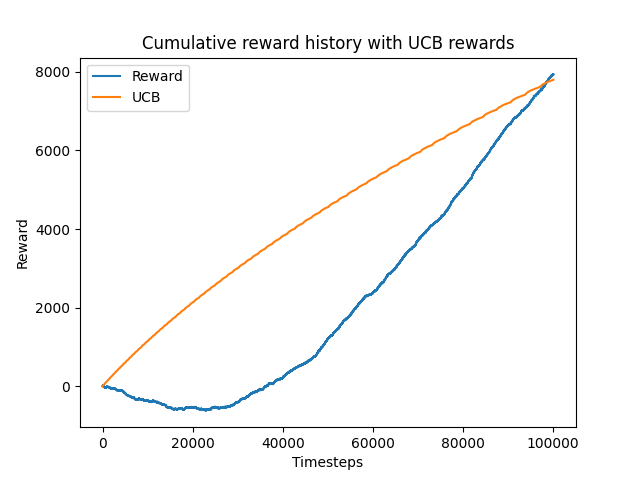 Cumulative reward history with UCB rewards
Reward
UCB
8000
6000
4000
2000
0
Reward
0 20000 40000 60000 80000 100000
Timesteps